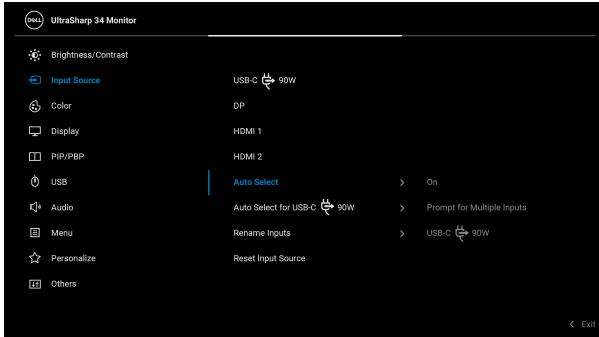 DELL UltraSharp 34 Monitor
Brightness/Contrast
Input Source USB-C 90W
Color DP
Display HDMI 1
PIP/PBP HDMI 2
USB Auto Select > On
Audio Auto Select for USB-C 90W > Prompt for Multiple Inputs
Menu Rename Inputs > USB-C 90W
Personalize Reset Input Source
Others
< Exit